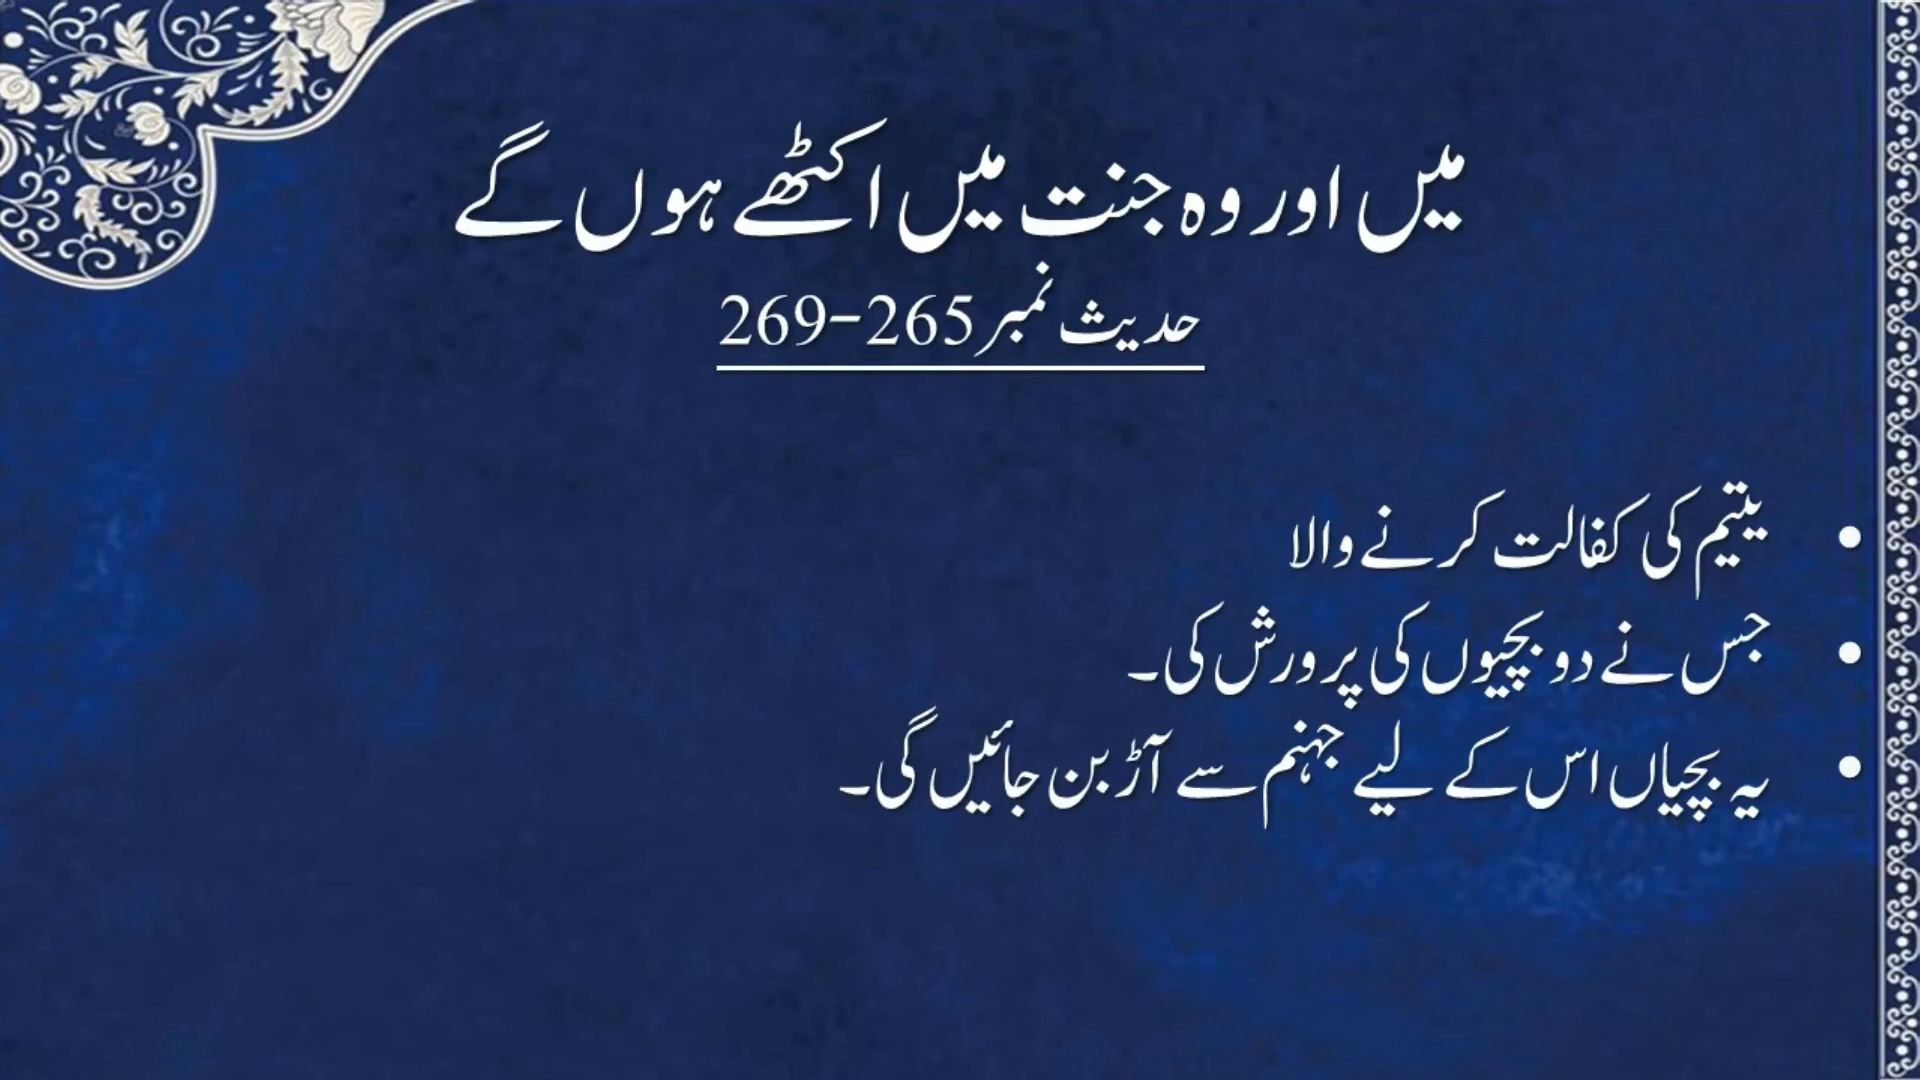 میں اور وہ جنت میں اکٹھے ہوں گے
حدیث نمبر 265-269
• یتیم کی کفالت کرنے والا
• جس نے دو بچیوں کی پرورش کی۔
• یہ بچیاں اس کے لیے جہنم سے آڑ بن جائیں گی۔